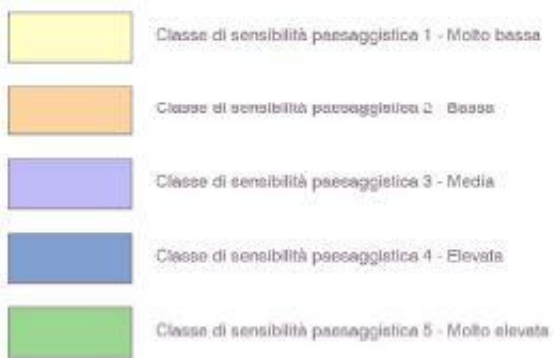 Classe di sensibilità paesaggistica 1 - Molto bassa
Classe di sensibilità paesaggistica 2 - Bassa
Classe di sensibilità paesaggistica 3 - Media
Classe di sensibilità paesaggistica 4 - Elevata
Classe di sensibilità paesaggistica 5 - Molto elevata